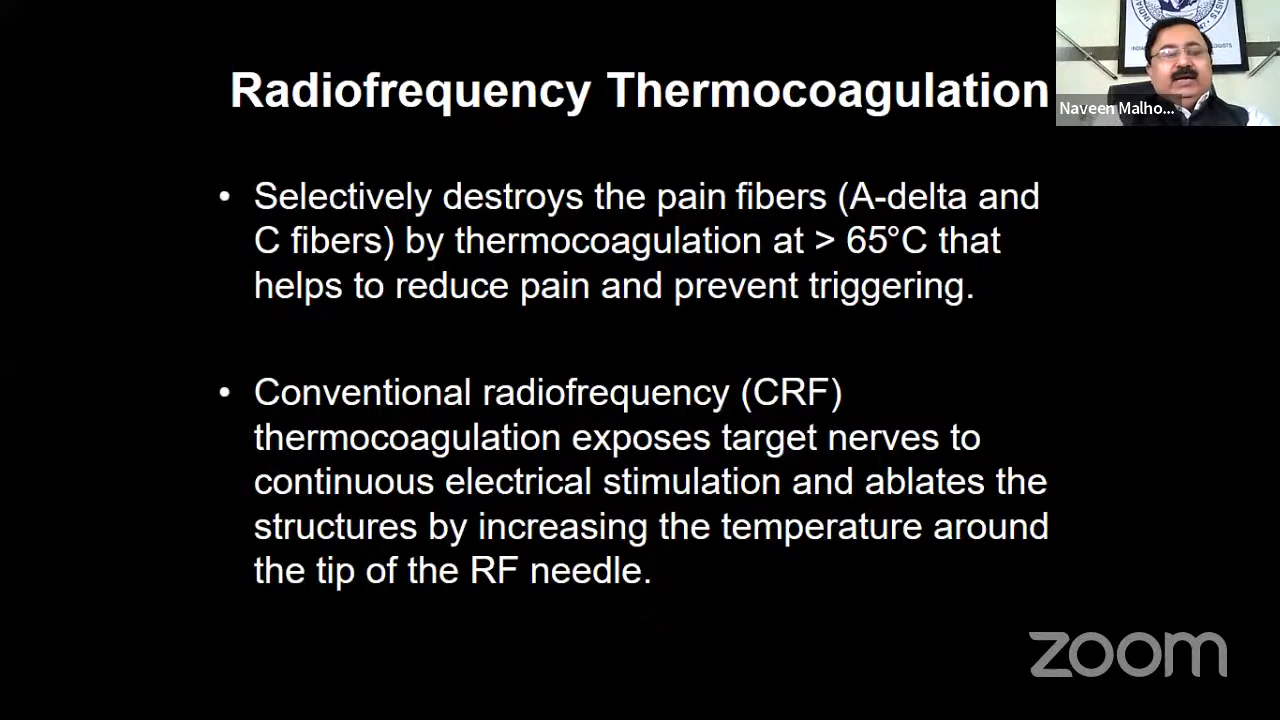 Radiofrequency Thermocoagulation
Naveen Malho...
• Selectively destroys the pain fibers (A-delta and
C fibers) by thermocoagulation at > 65°C that
helps to reduce pain and prevent triggering.
• Conventional radiofrequency (CRF)
thermocoagulation exposes target nerves to
continuous electrical stimulation and ablates the
structures by increasing the temperature around
the tip of the RF needle.
zoom